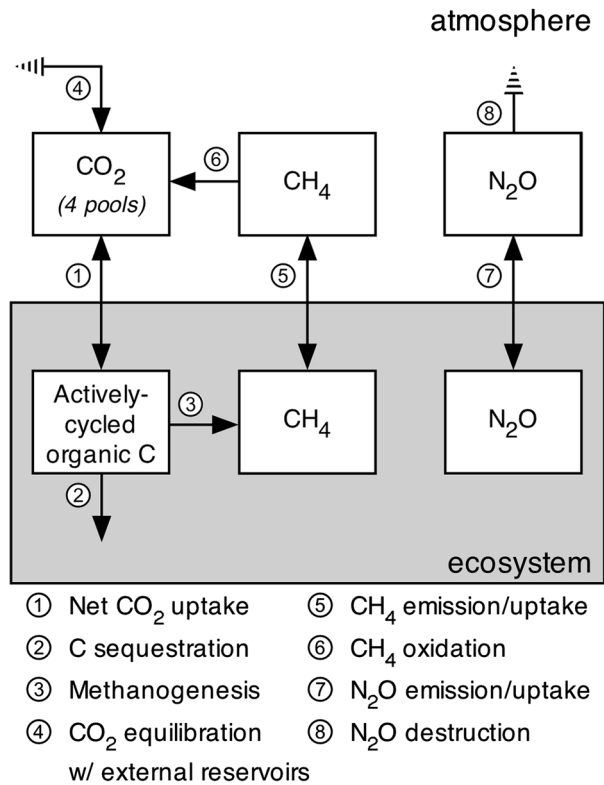 atmosphere
④
⑧
CO₂
(4 pools)
⑥
CH₄
N₂O
①
⑤
⑦
Actively-
cycled
organic C
③
CH₄
N₂O
②
ecosystem
① Net CO₂ uptake
② C sequestration
③ Methanogenesis
④ CO₂ equilibration
w/ external reservoirs
⑤ CH₄ emission/uptake
⑥ CH₄ oxidation
⑦ N₂O emission/uptake
⑧ N₂O destruction